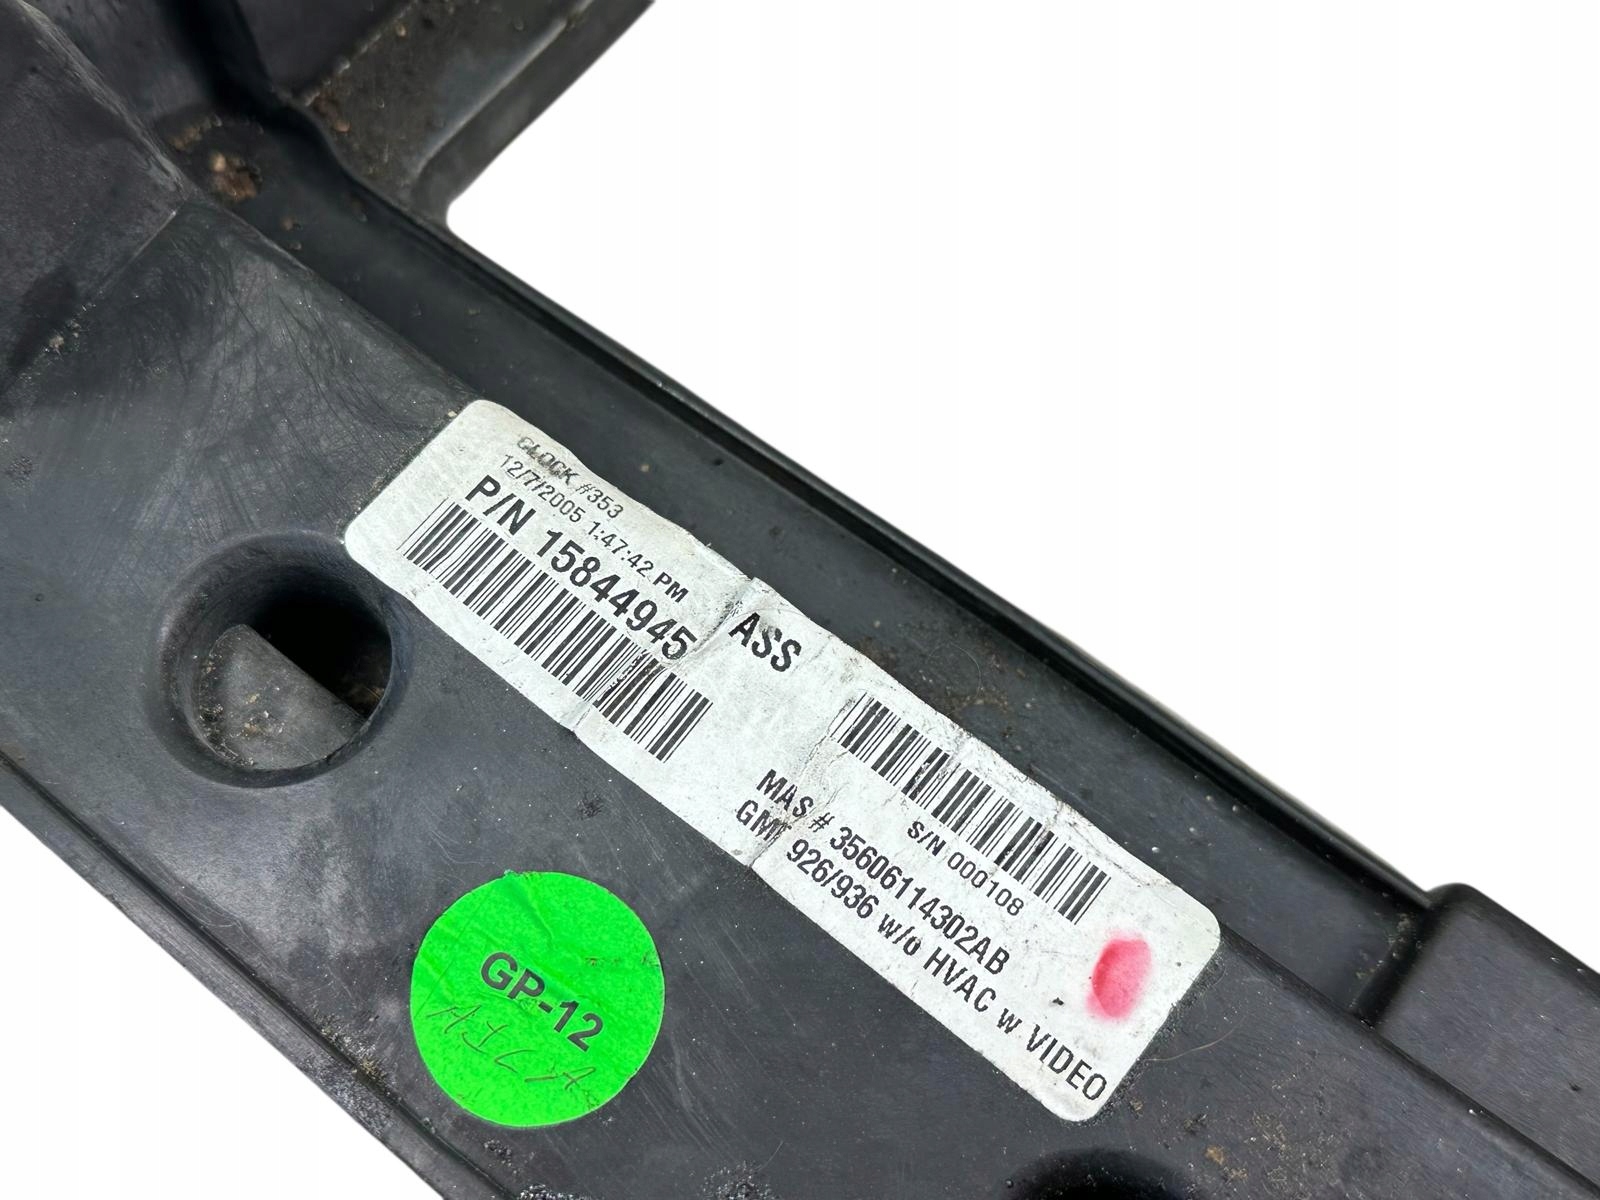 CLOCK #353
12/7/2005 1:47:42 PM
P/N 15844945
ASS
S/N 000108
MAS # 35606114302AB
GMT 926/936 w/o HVAC w VIDEO
GP-12